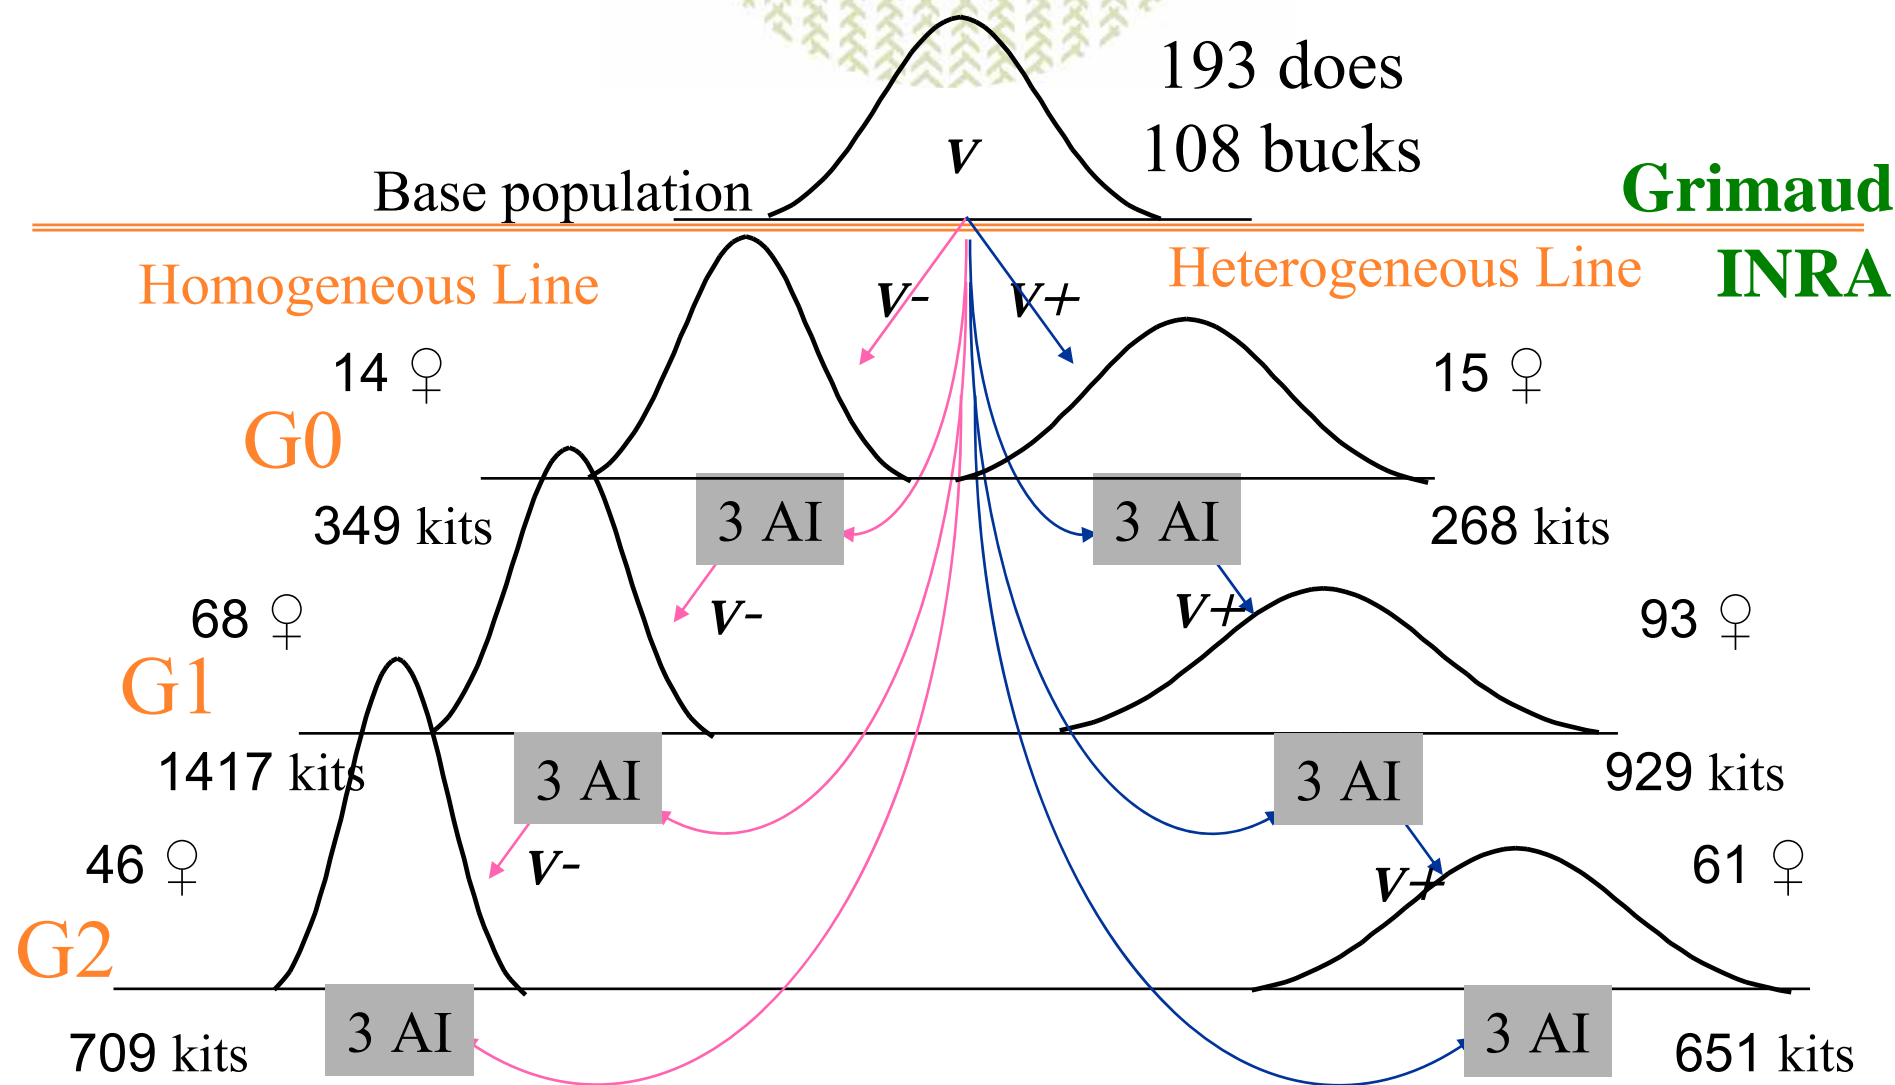 193 does
108 bucks
V
Base population
Grimaud
INRA
Homogeneous Line
Heterogeneous Line
V-
V+
14 ♀
15 ♀
G0
349 kits
3 AI
3 AI
268 kits
68 ♀
V-
V+
93 ♀
G1
1417 kits
3 AI
3 AI
929 kits
46 ♀
V-
V+
61 ♀
G2
709 kits
3 AI
3 AI
651 kits